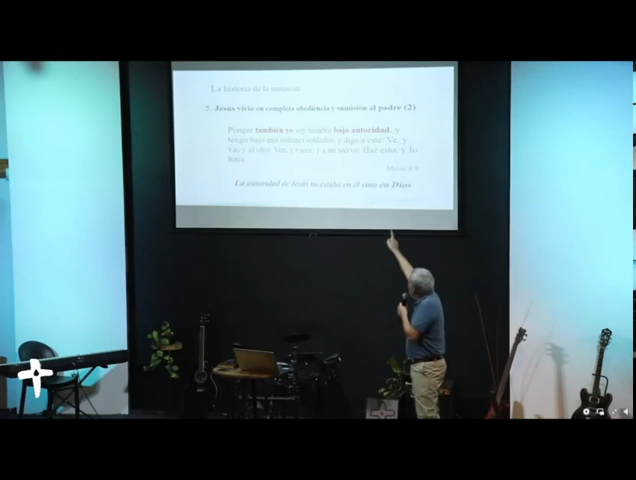 La historia de la sumisión
5. Jesús vivió en completa obediencia y sumisión al padre (2)
Porque también yo soy hombre bajo autoridad, y
tengo bajo mis órdenes soldados, y digo a éste: Ve, y
va; y al otro: Ven, y viene; y a mi siervo: Haz esto, y lo
hace.
Mateo 8:9
La autoridad de Jesús no estaba en él sino en Dios